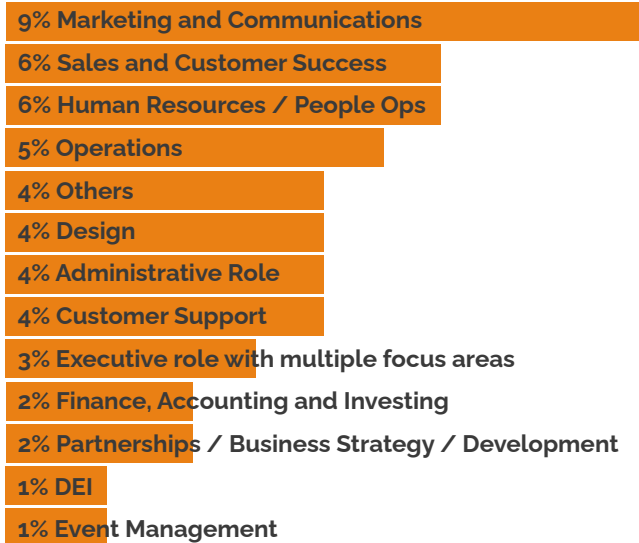 9% Marketing and Communications
6% Sales and Customer Success
6% Human Resources / People Ops
5% Operations
4% Others
4% Design
4% Administrative Role
4% Customer Support
3% Executive role with multiple focus areas
2% Finance, Accounting and Investing
2% Partnerships / Business Strategy / Development
1% DEI
1% Event Management